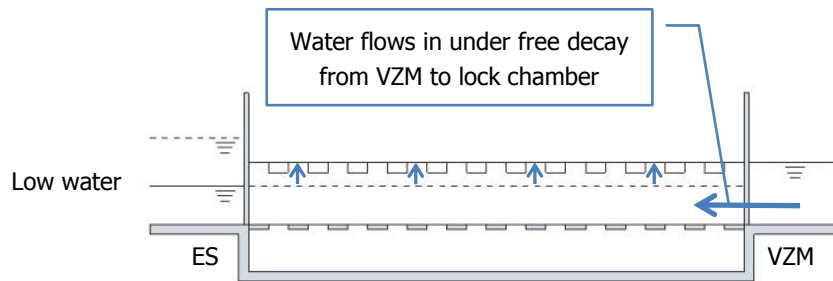 Water flows in under free decay
from VZM to lock chamber
Low water
ES
VZM